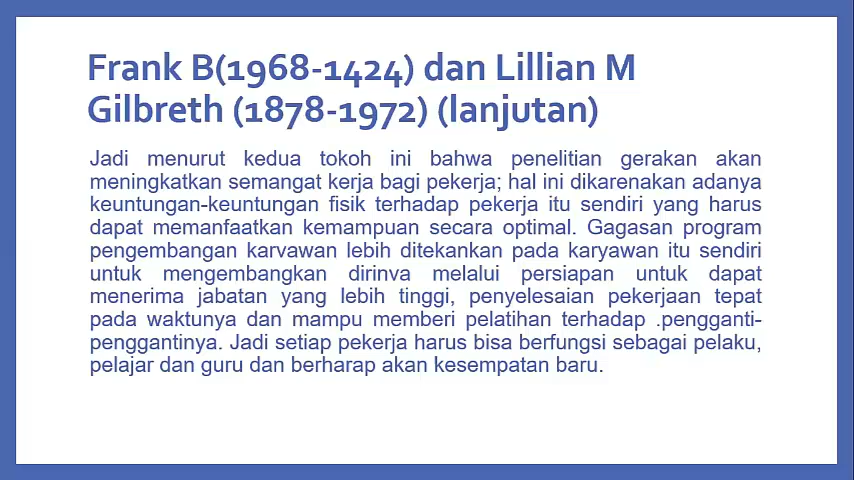 Frank B(1968-1424) dan Lillian M
Gilbreth (1878-1972) (lanjutan)
Jadi menurut kedua tokoh ini bahwa penelitian gerakan akan
meningkatkan semangat kerja bagi pekerja; hal ini dikarenakan adanya
keuntungan-keuntungan fisik terhadap pekerja itu sendiri yang harus
dapat memanfaatkan kemampuan secara optimal. Gagasan program
pengembangan karvawan lebih ditekankan pada karyawan itu sendiri
untuk mengembangkan dirinva melalui persiapan untuk dapat
menerima jabatan yang lebih tinggi, penyelesaian pekerjaan tepat
pada waktunya dan mampu memberi pelatihan terhadap .pengganti-
penggantinya. Jadi setiap pekerja harus bisa berfungsi sebagai pelaku,
pelajar dan guru dan berharap akan kesempatan baru.